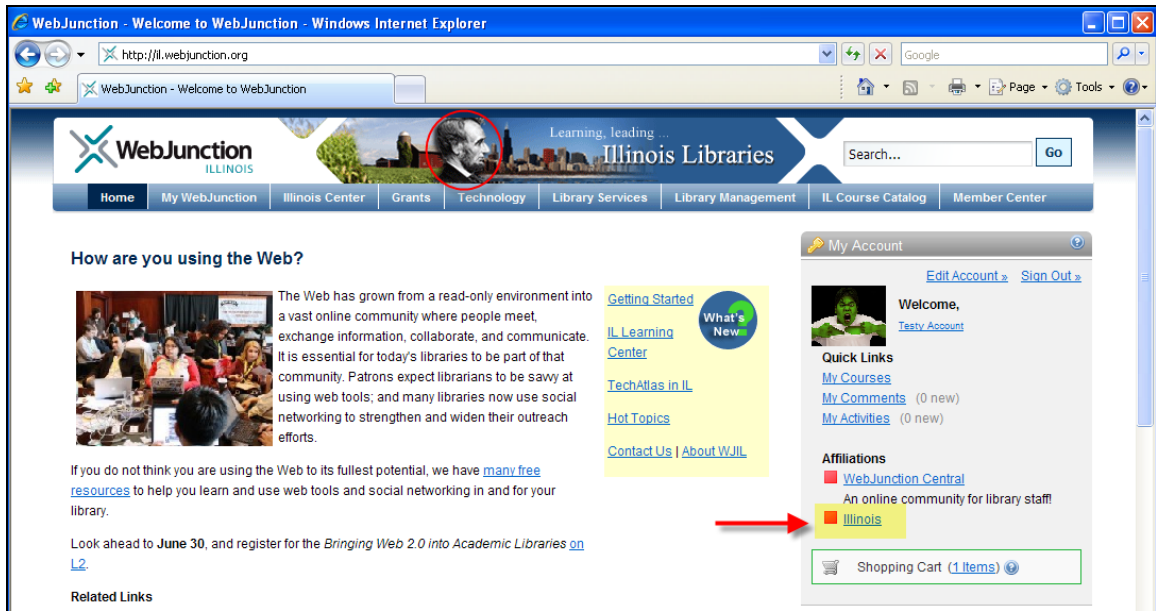 WebJunction - Welcome to WebJunction - Windows Internet Explorer
http://il.webjunction.org
Google
WebJunction - Welcome to WebJunction
Page
Tools
WebJunction
ILLINOIS
Learning, leading ...
Illinois Libraries
Search...
Go
Home
My WebJunction
Illinois Center
Grants
Technology
Library Services
Library Management
IL Course Catalog
Member Center
How are you using the Web?
The Web has grown from a read-only environment into
a vast online community where people meet,
exchange information, collaborate, and communicate.
It is essential for today's libraries to be part of that
community. Patrons expect librarians to be savvy at
using web tools; and many libraries now use social
networking to strengthen and widen their outreach
efforts.
If you do not think you are using the Web to its fullest potential, we have many free
resources to help you learn and use web tools and social networking in and for your
library.
Look ahead to June 30, and register for the Bringing Web 2.0 into Academic Libraries on
L2.
Related Links
Getting Started
What's
New
?
IL Learning
Center
TechAtlas in IL
Hot Topics
Contact Us | About WJIL
My Account
?
Edit Account » Sign Out »
Welcome,
Testy Account
Quick Links
My Courses
My Comments (0 new)
My Activities (0 new)
Affiliations
WebJunction Central
An online community for library staff!
Illinois
Shopping Cart (1 Items) ?